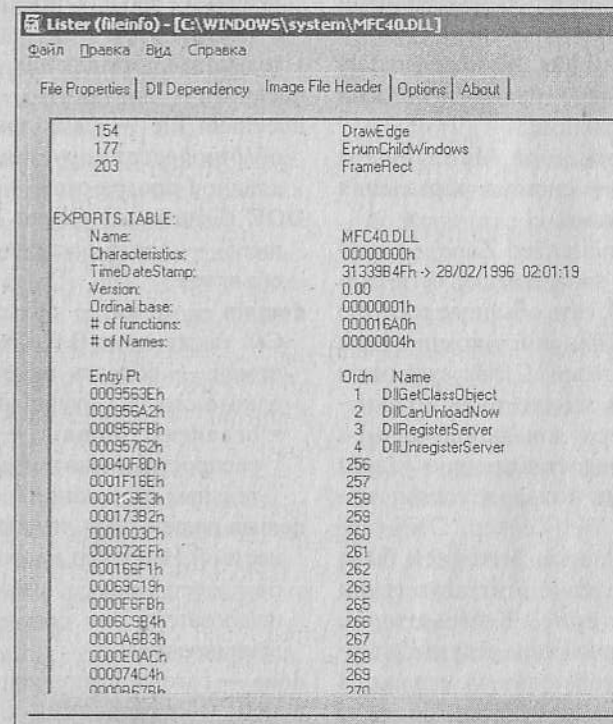 Lister (fileinfo) - [C:\WINDOWS\system\MFC40.DLL]
Файл Правка Вид Справка
File Properties Dll Dependency Image File Header Options About
154 DrawEdge
177 EnumChildWindows
203 FrameRect
EXPORTS TABLE:
Name: MFC40.DLL
Characteristics: 00000000h
TimeDateStamp: 31339B4Fh -> 28/02/1996 02:01:19
Version: 0.00
Ordinal base: 00000001h
# of functions: 000016A0h
# of Names: 00000004h
Entry Pt Ordn Name
0009563Eh 1 DllGetClassObject
000956A2h 2 DllCanUnloadNow
000956FBh 3 DllRegisterServer
00095762h 4 DllUnregisterServer
00040F8Dh 256
0001F18Eh 257
258
000173B2h 259
0001003Ch 260
000072EFh 261
000166F1h 262
00069C19h 263
0000F6FBh 265
0006C9B4h 266
0000A6B3h 267
0000E0ACh 268
000074C4h 269
0000B67Bh 270